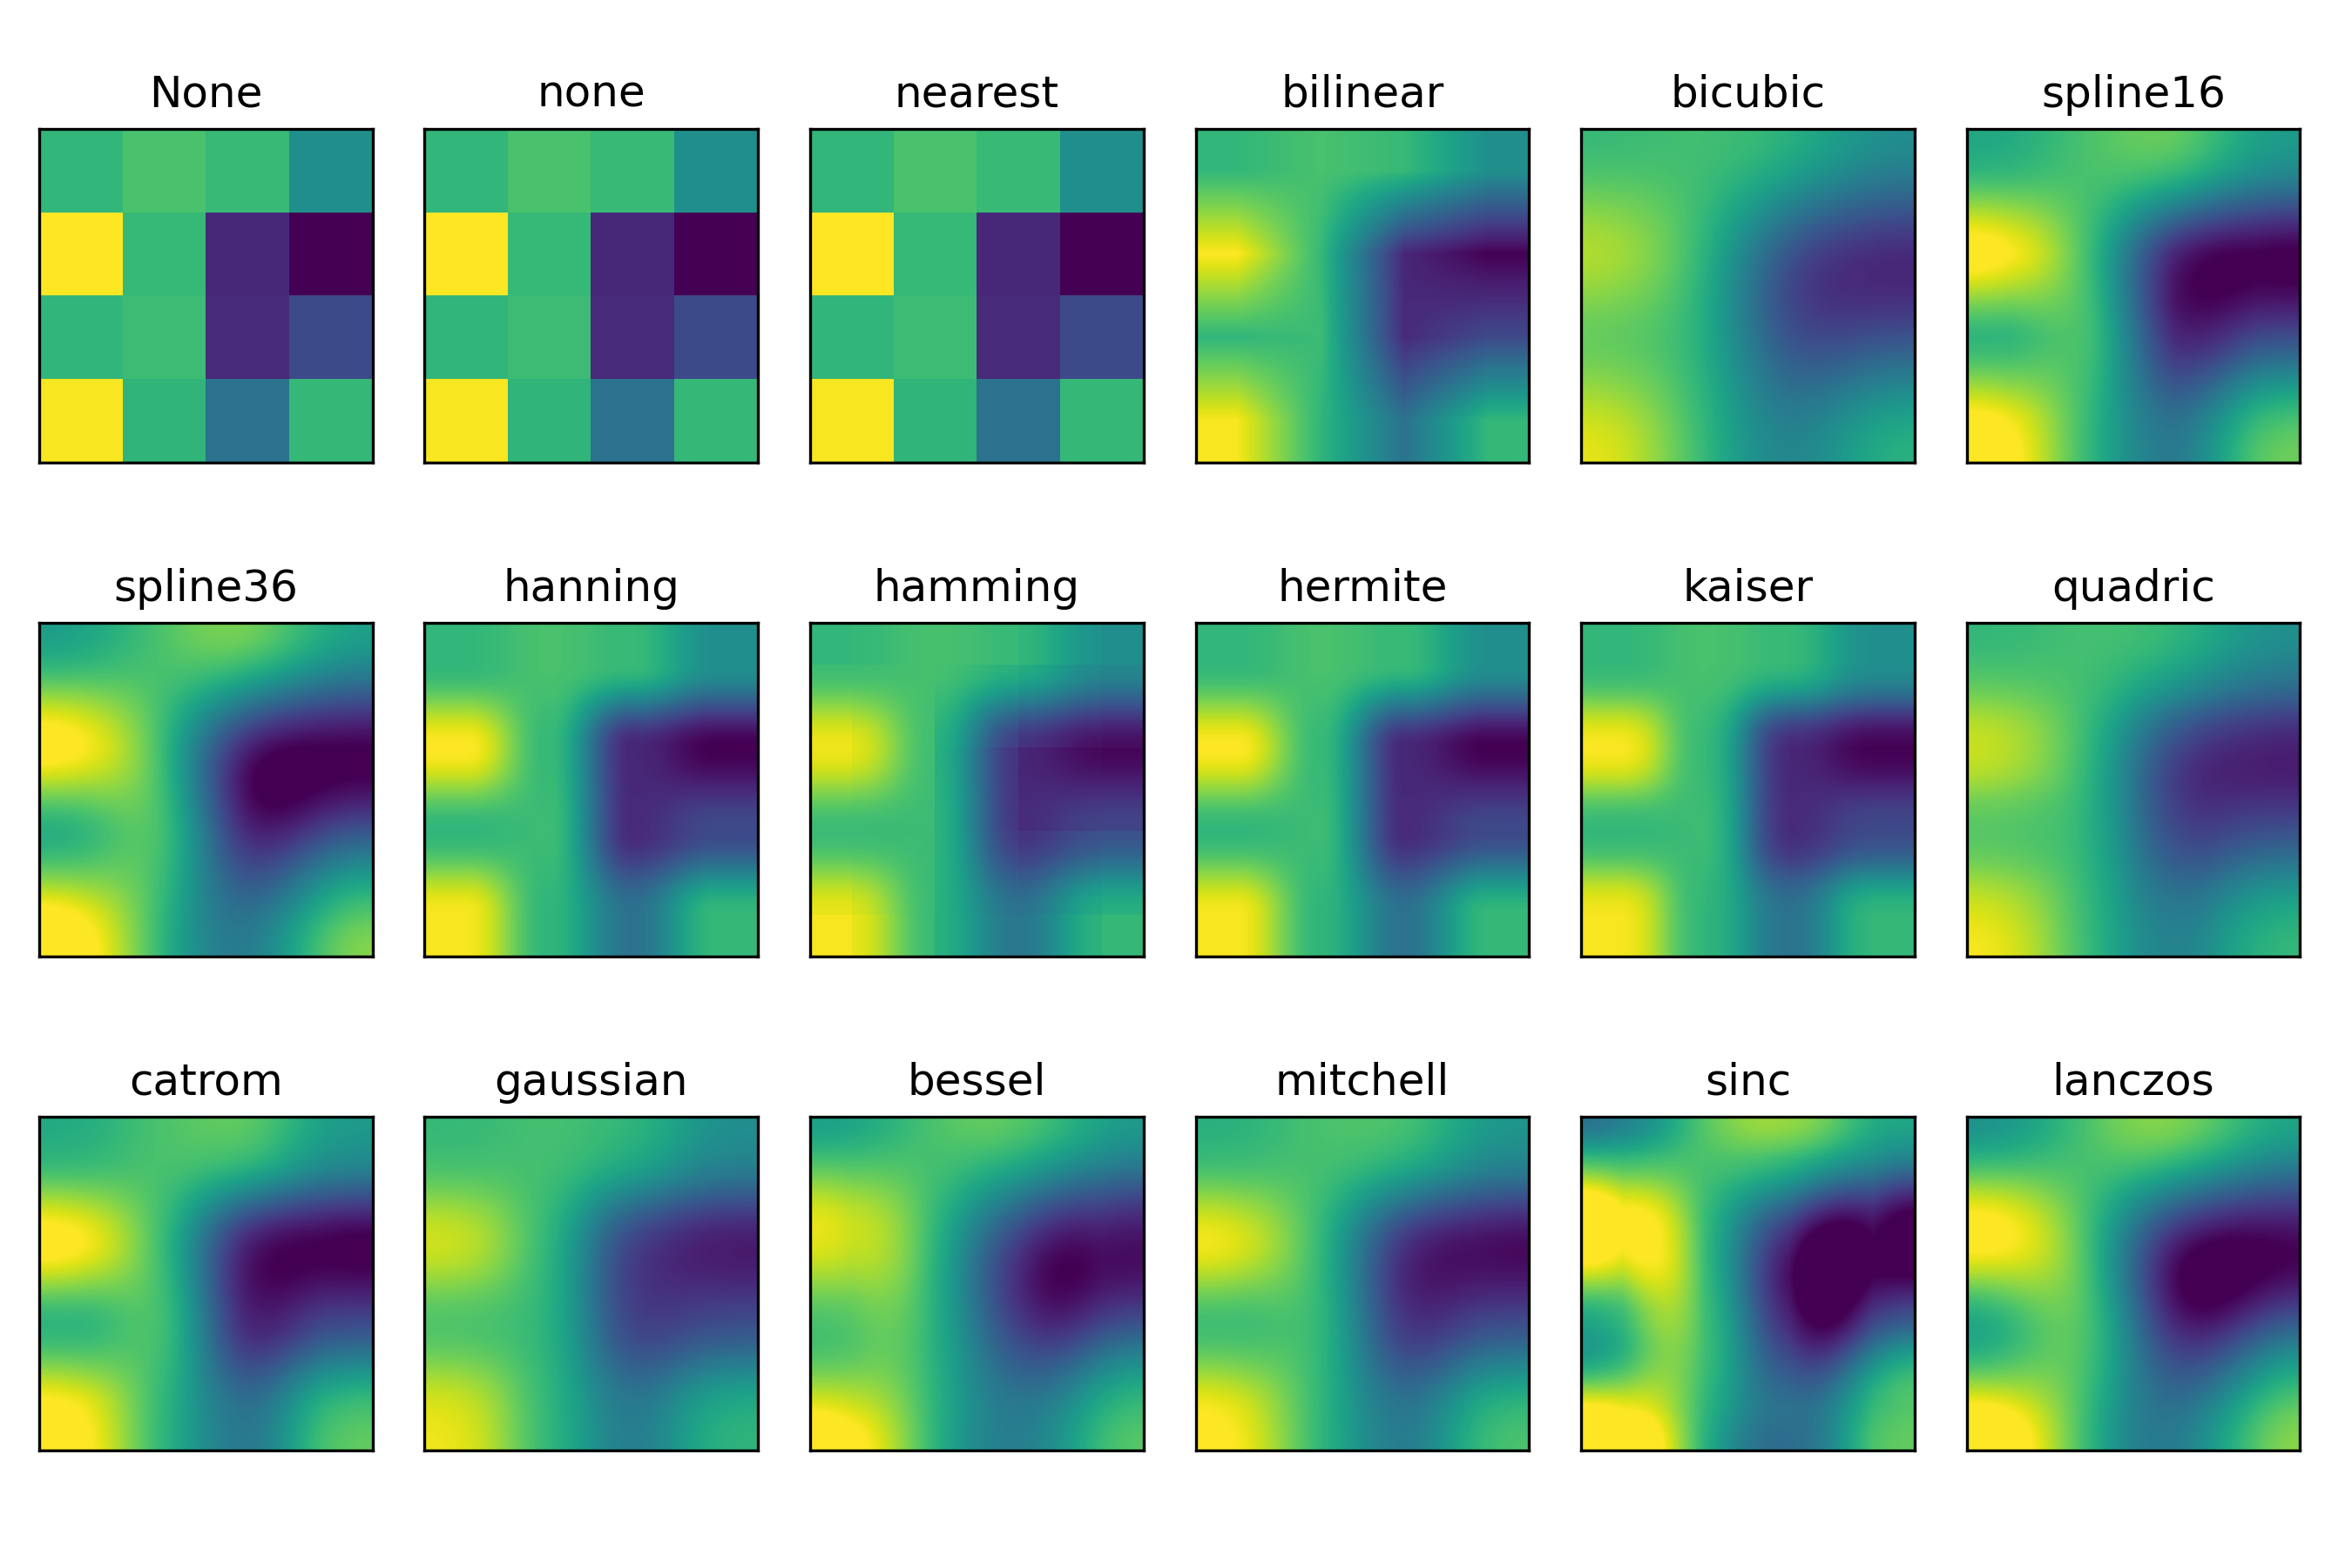 None none nearest bilinear bicubic spline16
spline36 hanning hamming hermite kaiser quadric
catrom gaussian bessel mitchell sinc lanczos